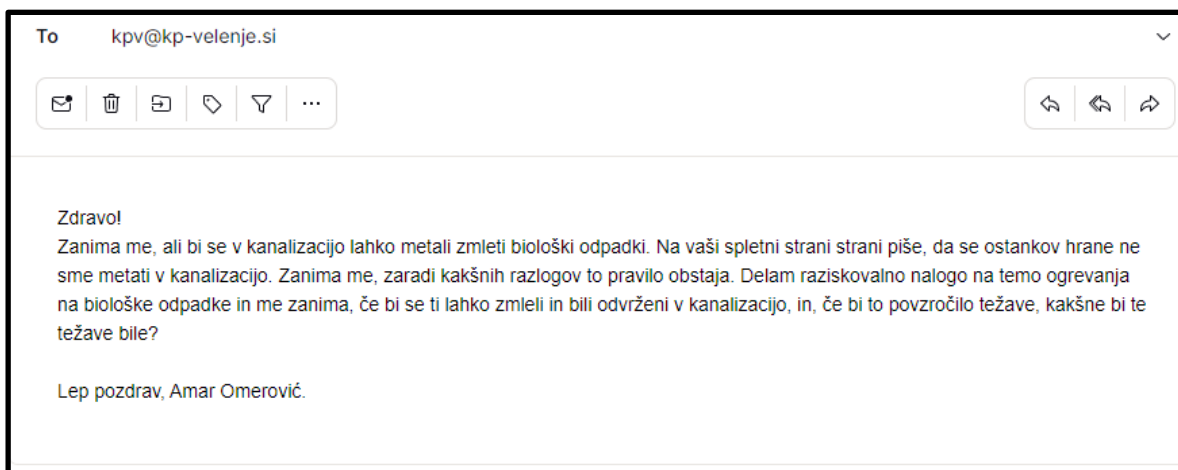 To kpv@kp-velenje.si
Zdravo!
Zanima me, ali bi se v kanalizacijo lahko metali zmleti biološki odpadki. Na vaši spletni strani strani piše, da se ostankov hrane ne
sme metati v kanalizacijo. Zanima me, zaradi kakšnih razlogov to pravilo obstaja. Delam raziskovalno nalogo na temo ogrevanja
na biološke odpadke in me zanima, če bi se ti lahko zmleli in bili odvrženi v kanalizacijo, in, če bi to povzročilo težave, kakšne bi te
težave bile?
Lep pozdrav, Amar Omerović.